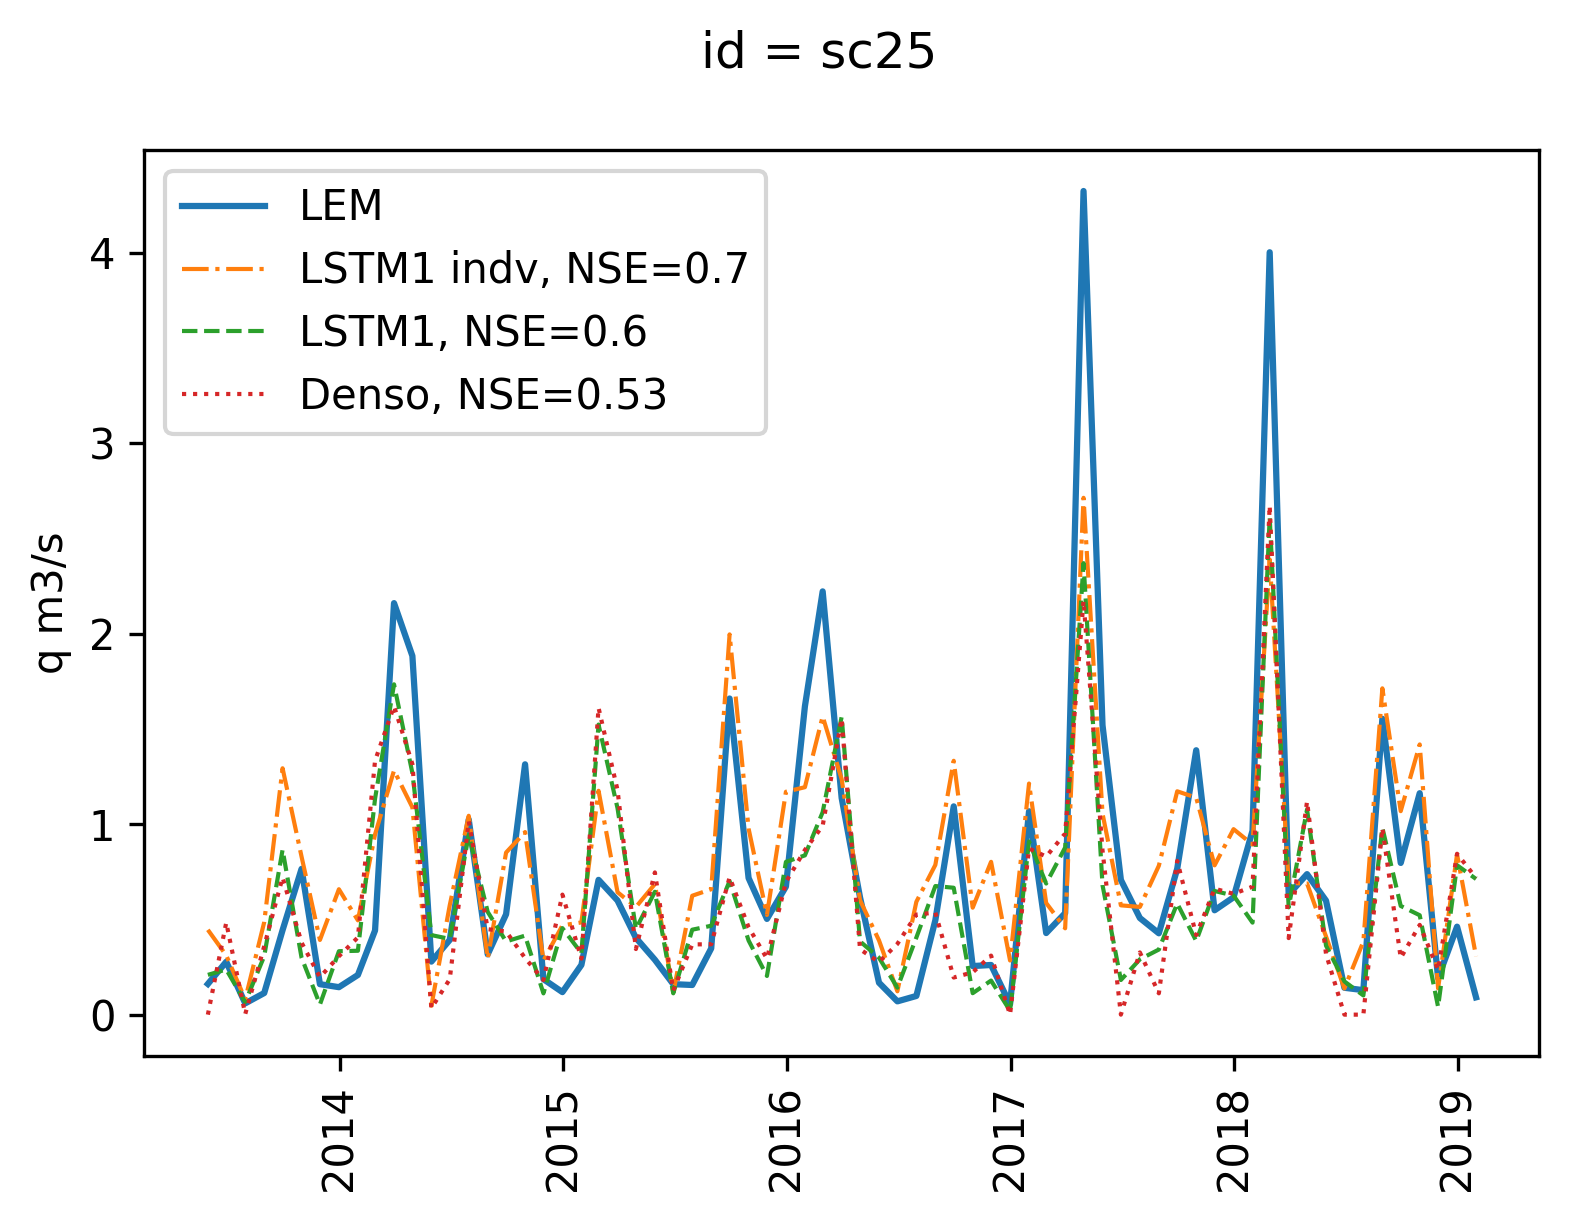 id = sc25
LEM
LSTM1 indv, NSE=0.7
LSTM1, NSE=0.6
Denso, NSE=0.53
q m3/s
4
3
2
1
0
2014
2015
2016
2017
2018
2019